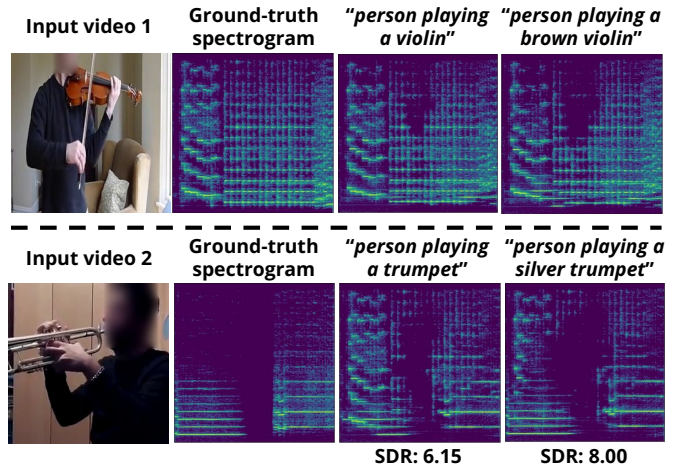 Input video 1
Ground-truth
spectrogram
“person playing
a violin”
“person playing a
brown violin”
Input video 2
Ground-truth
spectrogram
“person playing
a trumpet”
“person playing a
silver trumpet”
SDR: 6.15
SDR: 8.00